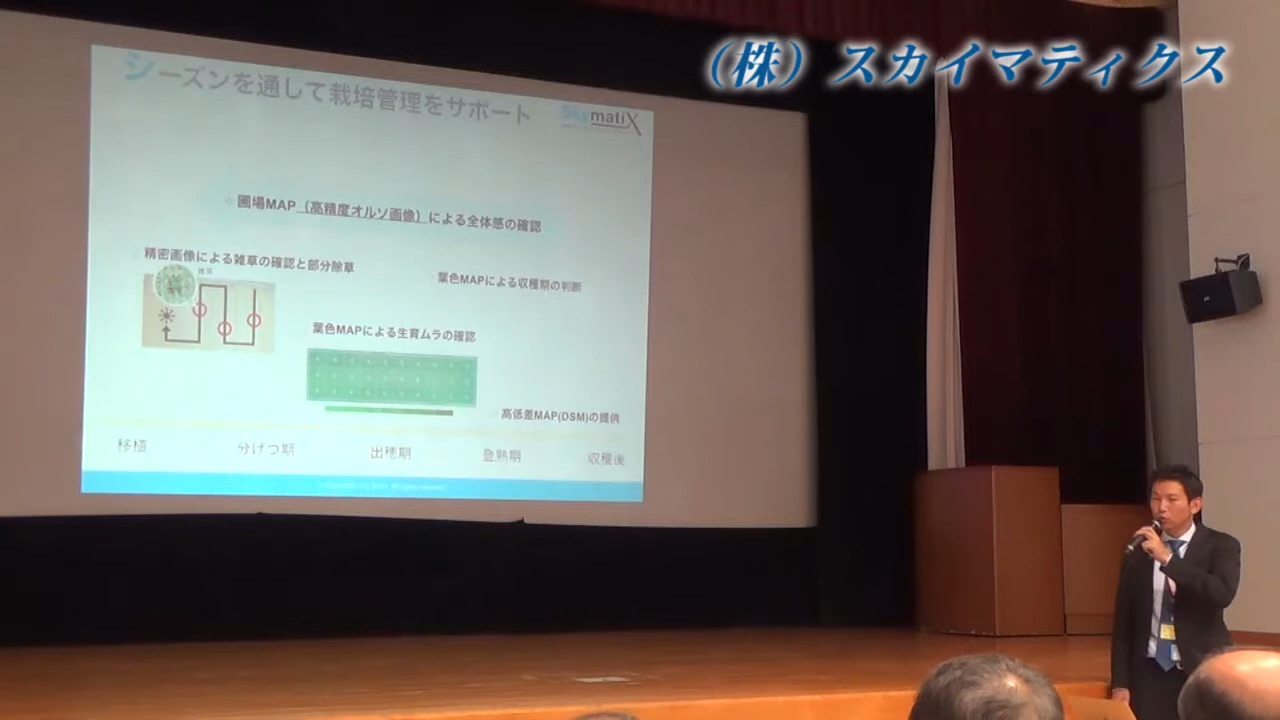 (株) スカイマティクス
シーズンを通して栽培管理をサポート
SkymatiX
圃場MAP(高精度オルソ画像)による全体感の確認
精密画像による雑草の確認と部分除草
雑草
葉色MAPによる収穫期の判断
葉色MAPによる生育ムラの確認
高低差MAP(DSM)の提供
移植
分げつ期
出穂期
登熟期
収穫後